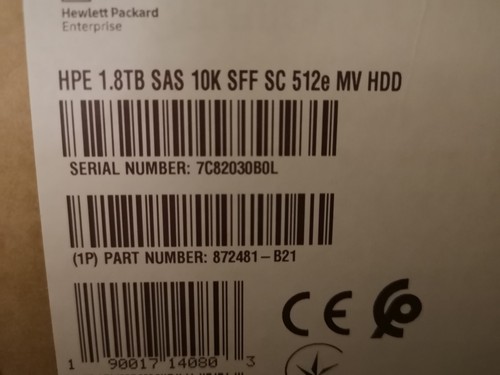 Hewlett Packard
Enterprise
HPE 1.8TB SAS 10K SFF SC 512e MV HDD
SERIAL NUMBER: 7C82030B0L
(1P) PART NUMBER: 872481-B21
CE
1 90017 14080 3